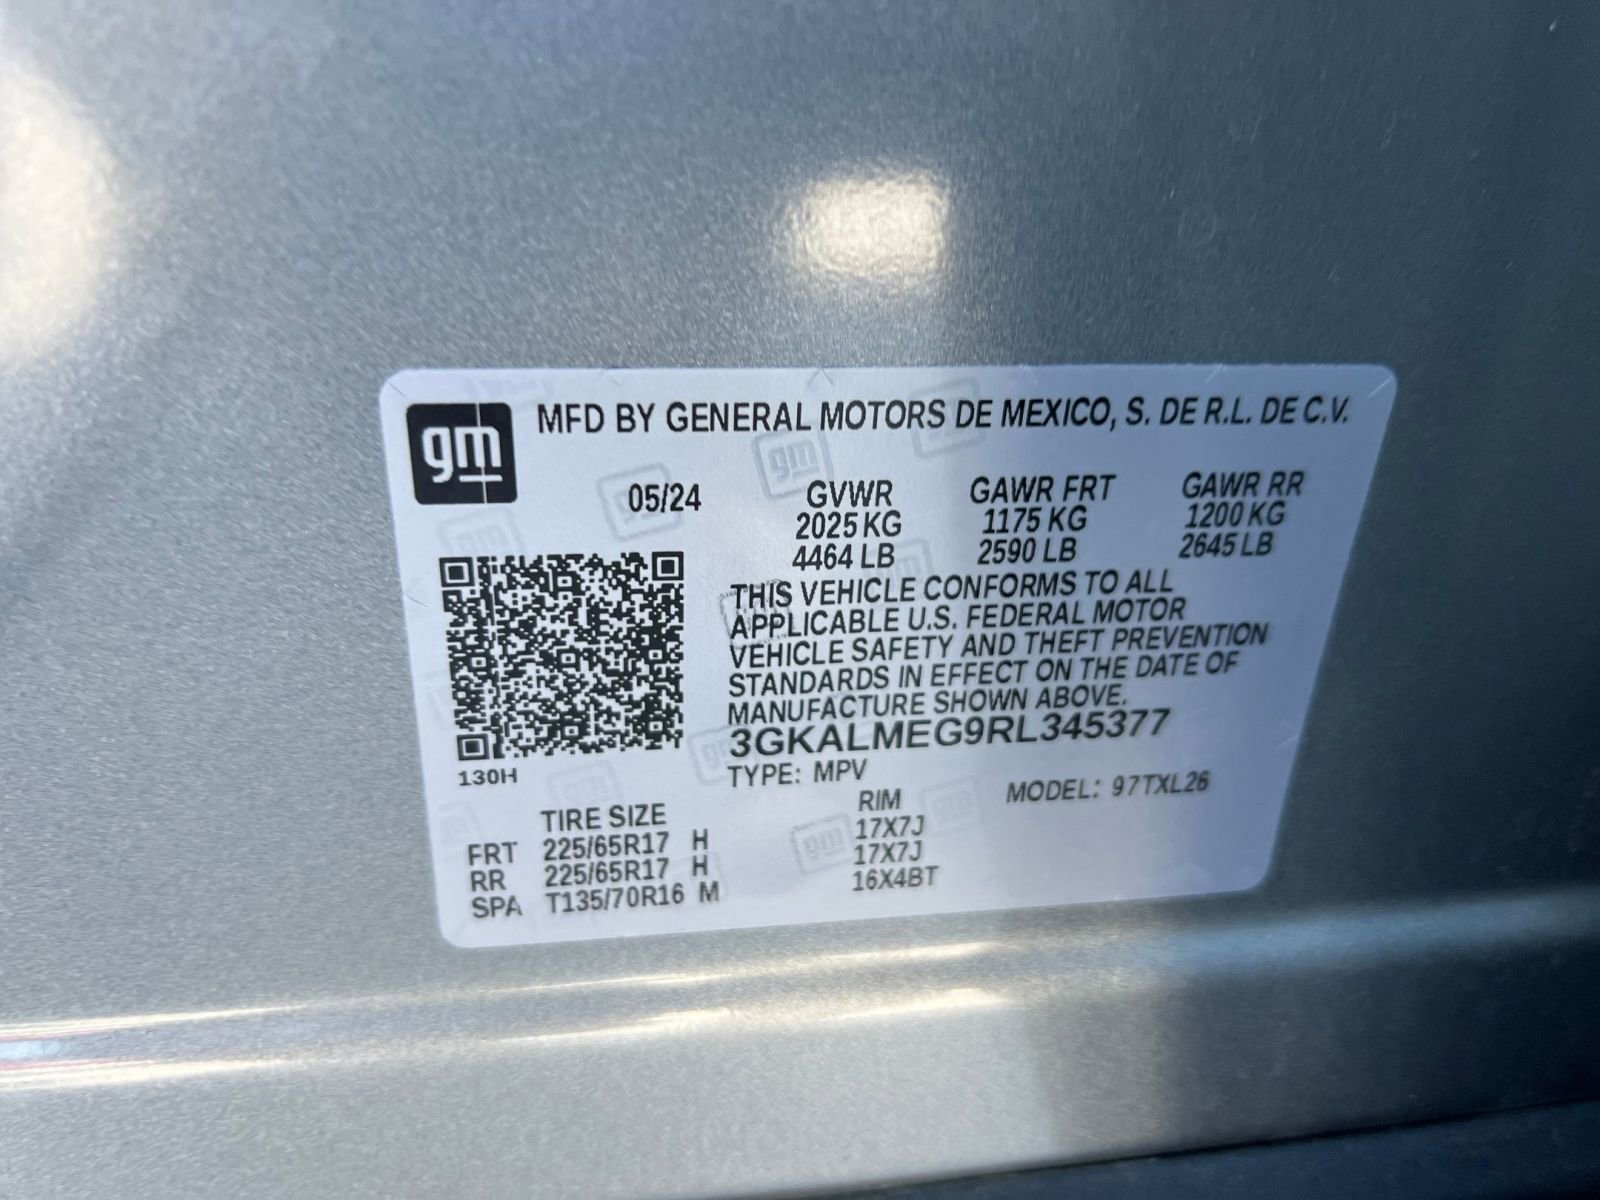 gm
MFD BY GENERAL MOTORS DE MEXICO, S. DE R.L. DE C.V.
05/24 GVWR GAWR FRT GAWR RR
2025 KG 1175 KG 1200 KG
4464 LB 2590 LB 2645 LB
THIS VEHICLE CONFORMS TO ALL
APPLICABLE U.S. FEDERAL MOTOR
VEHICLE SAFETY AND THEFT PREVENTION
STANDARDS IN EFFECT ON THE DATE OF
MANUFACTURE SHOWN ABOVE.
3GKALMEG9RL345377
130H
TYPE: MPV MODEL: 97TXL26
TIRE SIZE RIM
FRT 225/65R17 H 17X7J
RR 225/65R17 H 17X7J
SPA T135/70R16 M 16X4BT